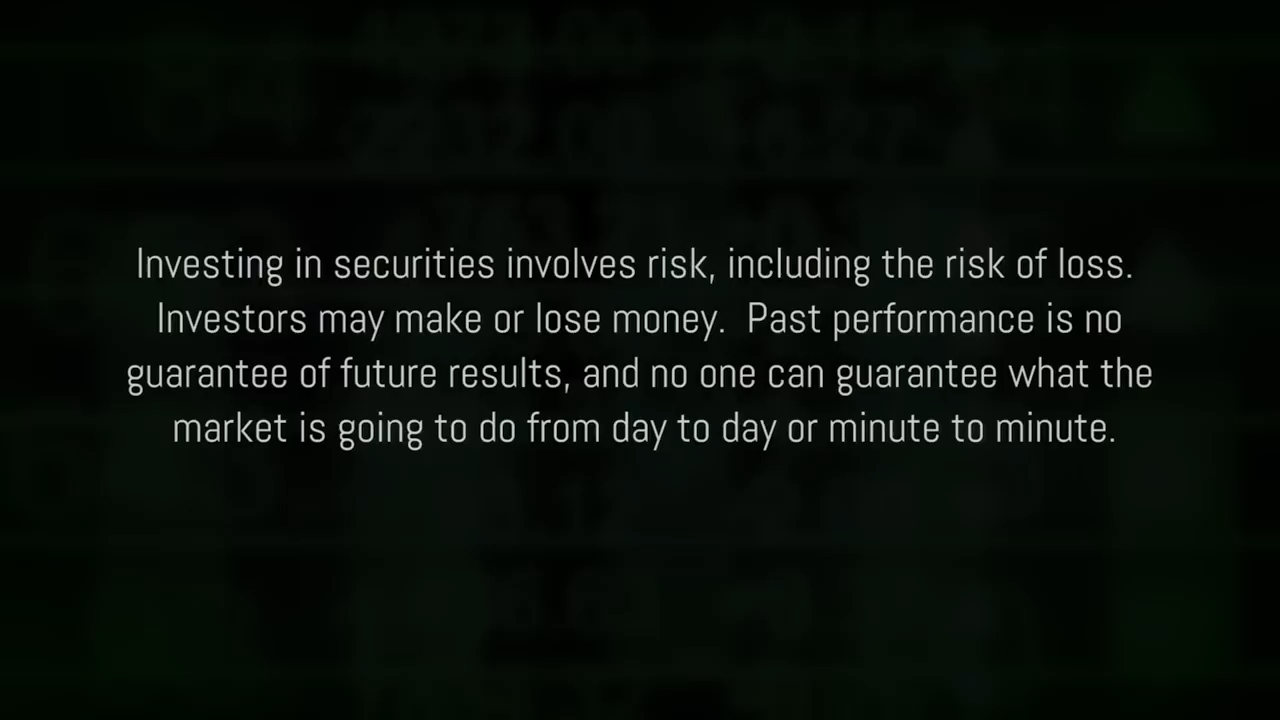 Investing in securities involves risk, including the risk of loss.
Investors may make or lose money.  Past performance is no
guarantee of future results, and no one can guarantee what the
market is going to do from day to day or minute to minute.